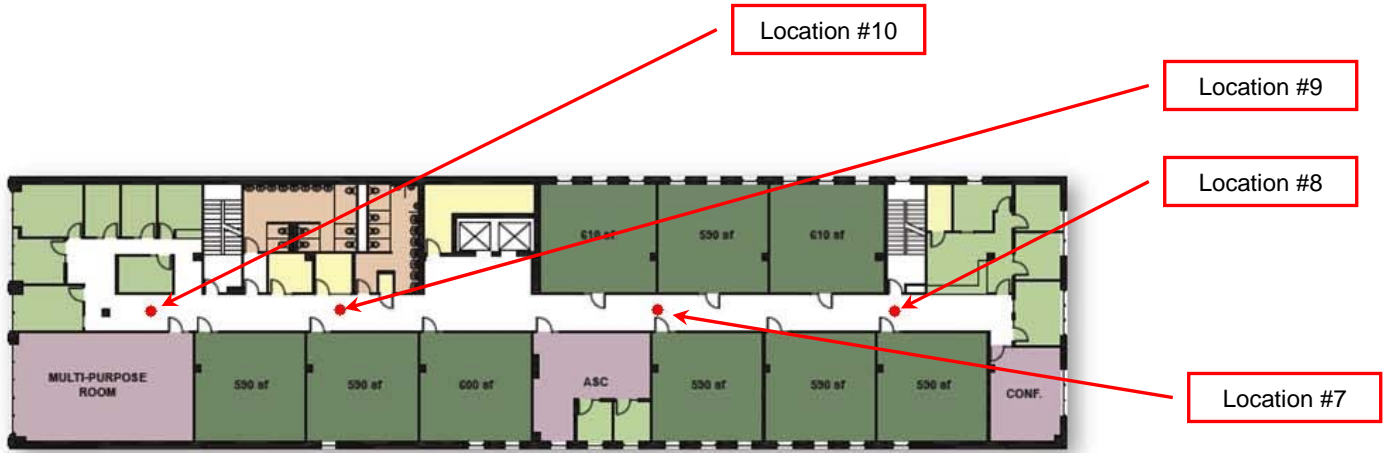 Location #10
Location #9
Location #8
610 sf
590 sf
610 sf
MULTI-PURPOSE
ROOM
590 sf
590 sf
600 sf
ASC
590 sf
590 sf
590 sf
CONF.
Location #7